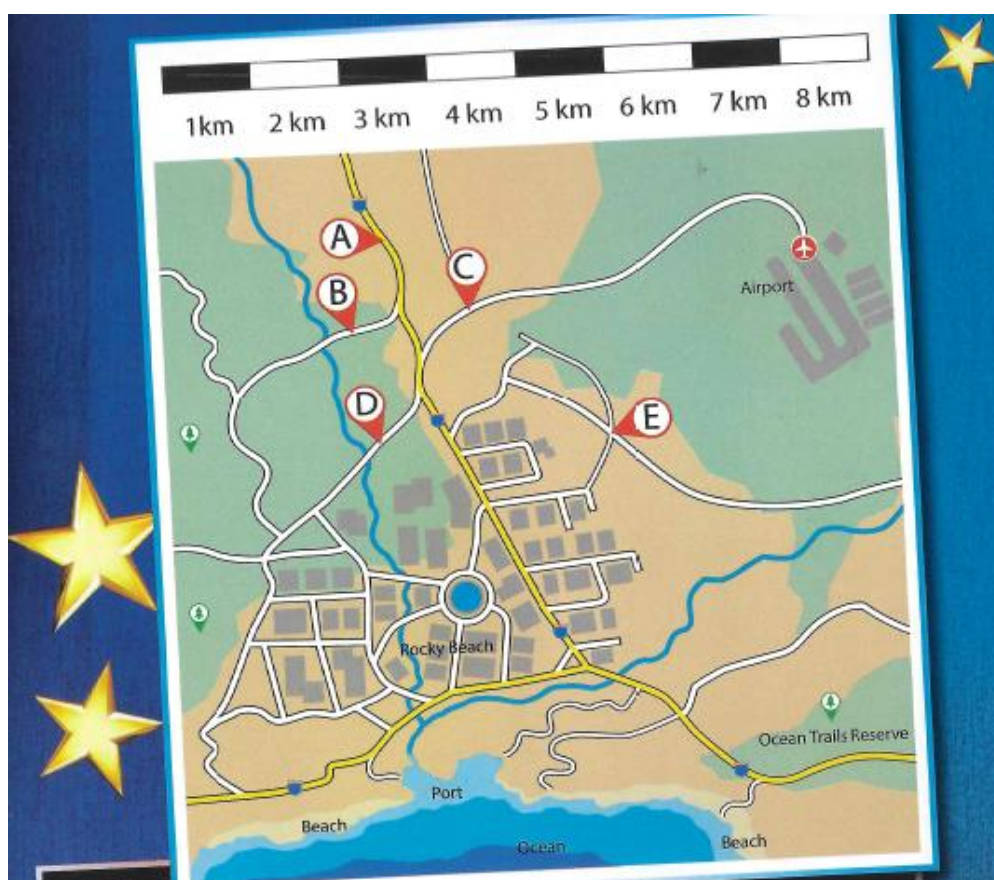 1km 2 km 3 km 4 km 5 km 6 km 7 km 8 km
A
C
B
Airport
D
E
Rocky Beach
Ocean Trails Reserve
Port
Beach
Beach
Ocean